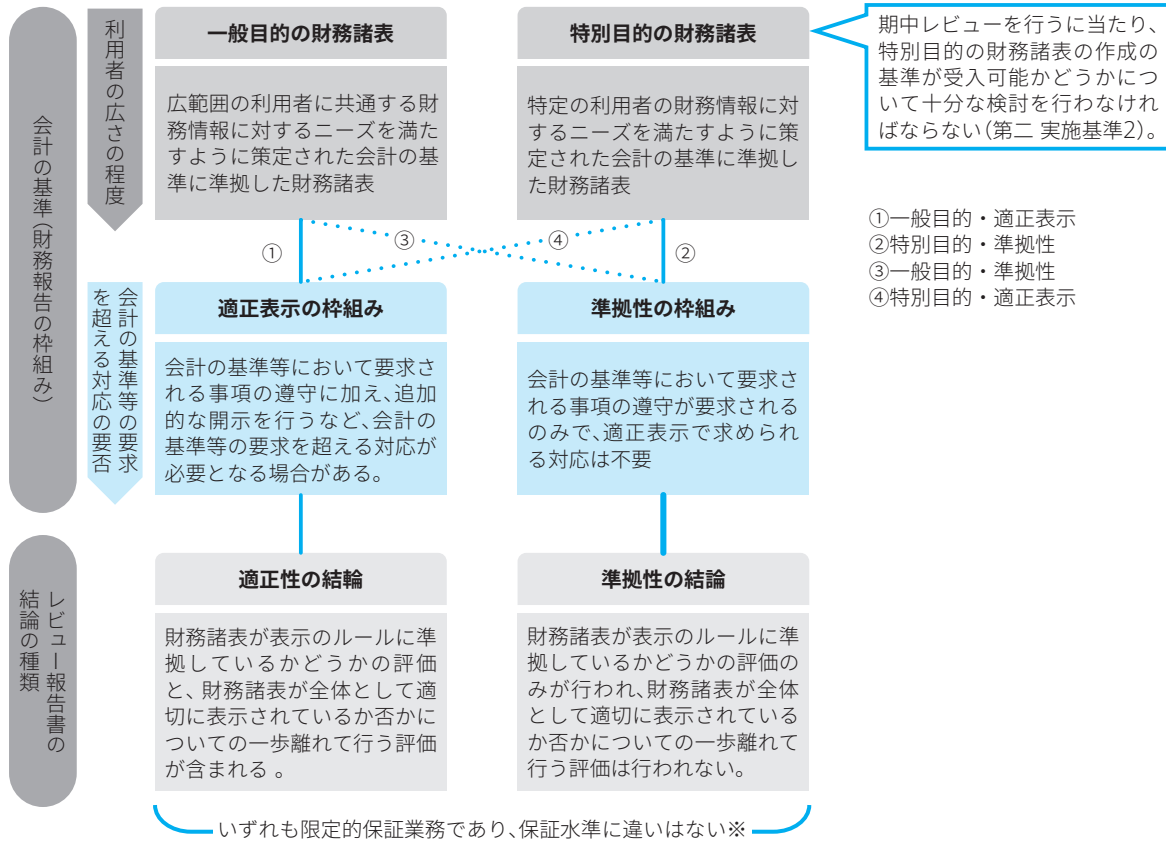 会計の基準（財務報告の枠組み）
利用者の広さの程度
一般目的の財務諸表
広範囲の利用者に共通する財
務情報に対するニーズを満た
すように策定された会計の基
準に準拠した財務諸表
特別目的の財務諸表
特定の利用者の財務情報に対
するニーズを満たすように策
定された会計の基準に準拠し
た財務諸表
期中レビューを行うに当たり、
特別目的の財務諸表の作成の
基準が受入可能かどうかにつ
いて十分な検討を行わなけれ
ばならない（第二 実施基準2）。
①
③
④
②
①一般目的・適正表示
②特別目的・準拠性
③一般目的・準拠性
④特別目的・適正表示
会計の基準等の要求
を超える対応の要否
適正表示の枠組み
会計の基準等において要求さ
れる事項の遵守に加え、追加
的な開示を行うなど、会計の
基準等の要求を超える対応が
必要となる場合がある。
準拠性の枠組み
会計の基準等において要求さ
れる事項の遵守が要求される
のみで、適正表示で求められ
る対応は不要
レビュー報告書の
結論の種類
適正性の結輪
財務諸表が表示のルールに準
拠しているかどうかの評価
と、財務諸表が全体として適
切に表示されているか否かに
ついての一歩離れて行う評価
が含まれる 。
準拠性の結論
財務諸表が表示のルールに準
拠しているかどうかの評価の
みが行われ、財務諸表が全体
として適切に表示されている
か否かについての一歩離れて
行う評価は行われない。
いずれも限定的保証業務であり、保証水準に違いはない※